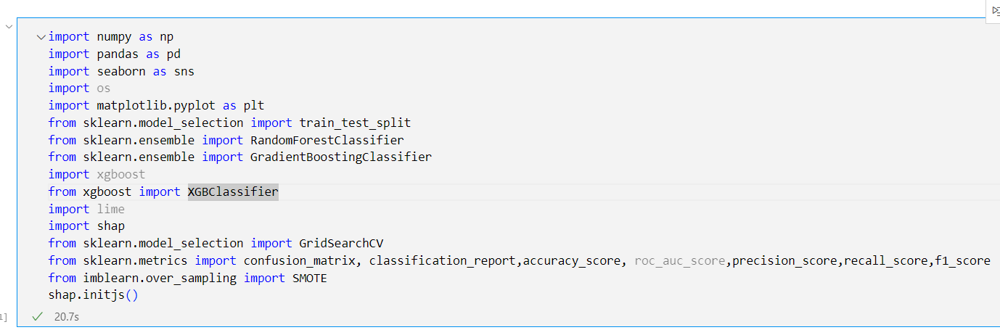 import numpy as np
import pandas as pd
import seaborn as sns
import os
import matplotlib.pyplot as plt
from sklearn.model_selection import train_test_split
from sklearn.ensemble import RandomForestClassifier
from sklearn.ensemble import GradientBoostingClassifier
import xgboost
from xgboost import XGBClassifier
import lime
import shap
from sklearn.model_selection import GridSearchCV
from sklearn.metrics import confusion_matrix, classification_report,accuracy_score, roc_auc_score,precision_score,recall_score,f1_score
from imblearn.over_sampling import SMOTE
shap.initjs()
1] 20.7s